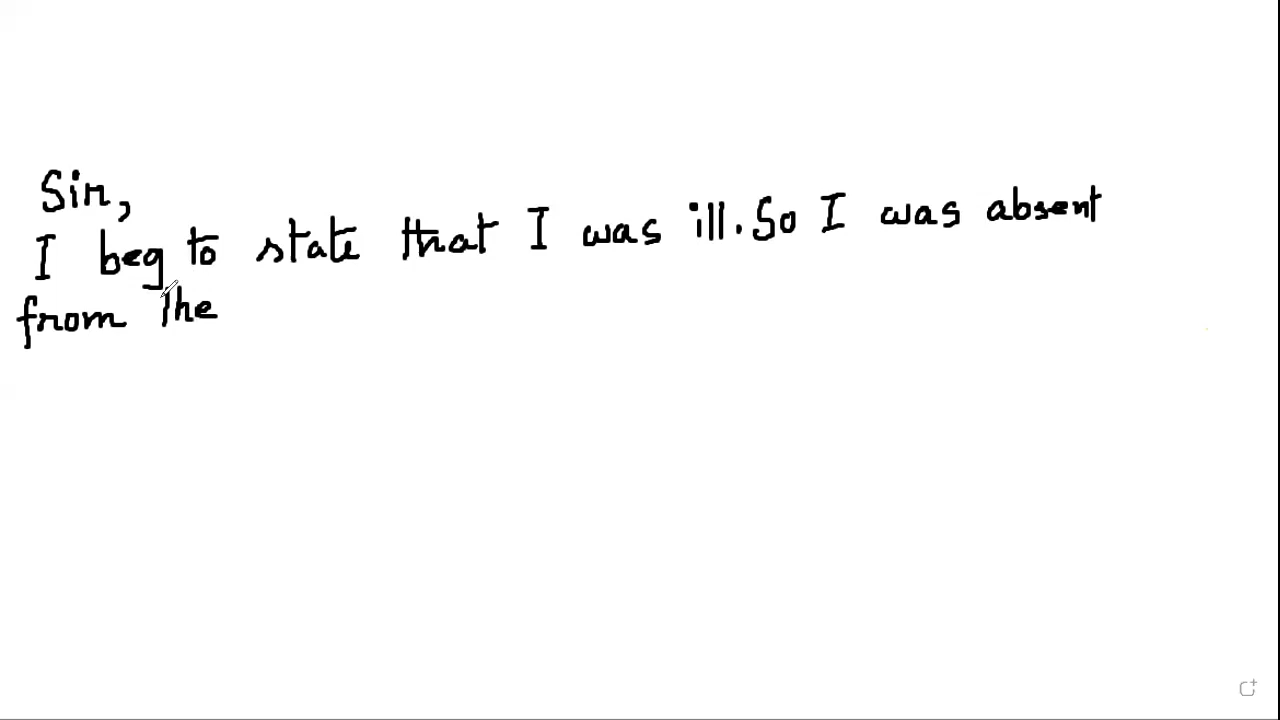 Sir,
I beg to state that I was ill. So I was absent
from the